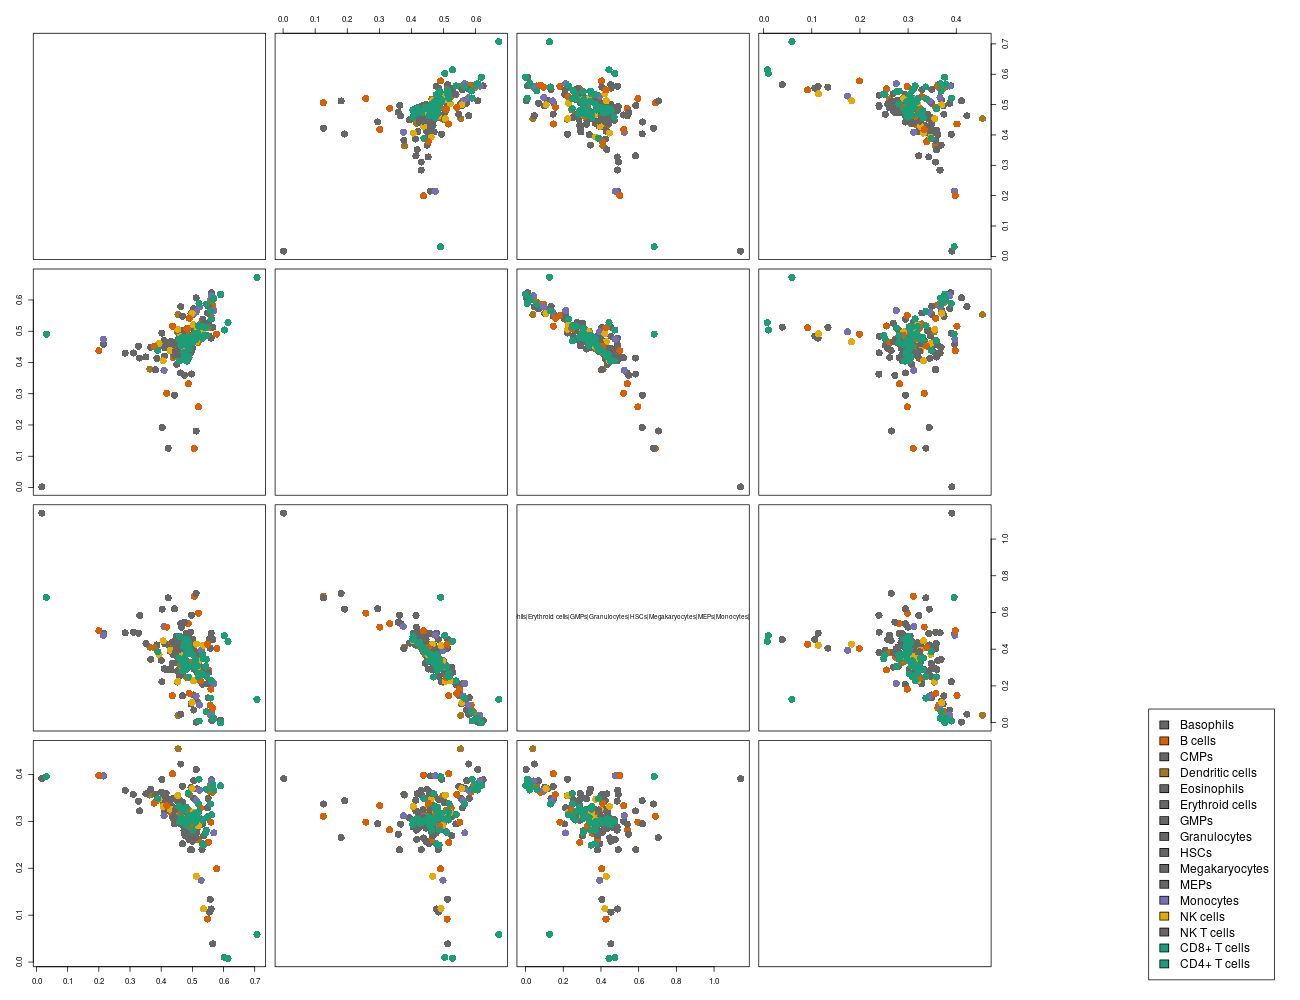 0.0 0.1 0.2 0.3 0.4 0.5 0.6
0.0 0.1 0.2 0.3 0.4
0.0 0.1 0.2 0.3 0.4 0.5 0.6 0.7
0.0 0.1 0.2 0.3 0.4 0.5 0.6
hils|Erythroid cells|GMPs|Granulocytes|HSCs|Megakaryocytes|MEPs|Monocytes|
0.0 0.2 0.4 0.6 0.8 1.0
0.0 0.1 0.2 0.3 0.4
0.0 0.1 0.2 0.3 0.4 0.5 0.6 0.7
0.0 0.2 0.4 0.6 0.8 1.0
Basophils
B cells
CMPs
Dendritic cells
Eosinophils
Erythroid cells
GMPs
Granulocytes
HSCs
Megakaryocytes
MEPs
Monocytes
NK cells
NK T cells
CD8+ T cells
CD4+ T cells